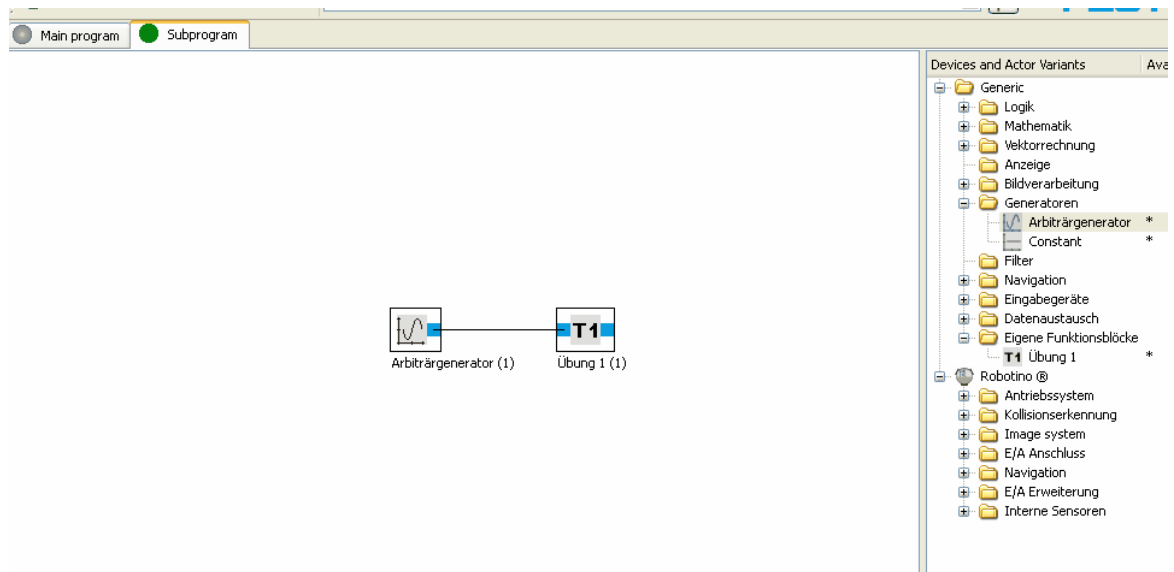 Main program
Subprogram
Devices and Actor Variants
Generic
Logik
Mathematik
Vektorrechnung
Anzeige
Bildverarbeitung
Generatoren
Arbiträrgenerator *
Constant *
Filter
Navigation
Eingabegeräte
Datenaustausch
Eigene Funktionsblöcke
T1 Übung 1 *
Robotino ®
Antriebssystem
Kollisionserkennung
Image system
E/A Anschluss
Navigation
E/A Erweiterung
Interne Sensoren
T1
Arbiträrgenerator (1)
Übung 1 (1)